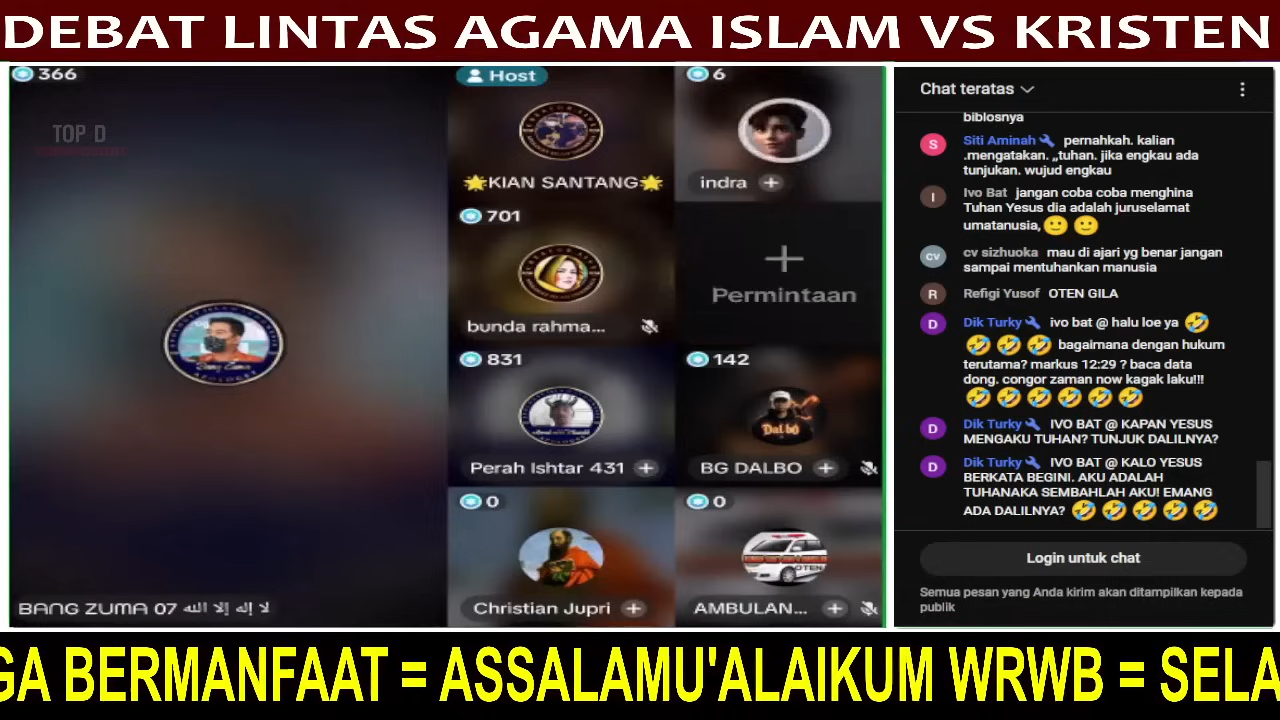 DEBAT LINTAS AGAMA ISLAM VS KRISTEN
366
TOP D
BANG ZUMA 07 لا إله إلا الله
Host
🌟KIAN SANTANG🌟
6
indra +
701
bunda rahma...
Permintaan
831
Perah Ishtar 431 +
142
Dal bo
BG DALBO +
0
Christian Jupri +
0
OTEN
AMBULAN... +
Chat teratas
biblosnya
S
Siti Aminah 🔧 pernahkah. kalian
.mengatakan. „tuhan. jika engkau ada
tunjukan. wujud engkau
I
Ivo Bat jangan coba coba menghina
Tuhan Yesus dia adalah juruselamat
umatanusia,🙂 🙂
CV
cv sizhuoka mau di ajari yg benar jangan
sampai mentuhankan manusia
R
Refigi Yusof OTEN GILA
D
Dik Turky 🔧 ivo bat @ halu loe ya 🤣
🤣 🤣 🤣 bagaimana dengan hukum
terutama? markus 12:29 ? baca data
dong. congor zaman now kagak laku!!!
🤣 🤣 🤣 🤣 🤣 🤣
D
Dik Turky 🔧 IVO BAT @ KAPAN YESUS
MENGAKU TUHAN? TUNJUK DALILNYA?
D
Dik Turky 🔧 IVO BAT @ KALO YESUS
BERKATA BEGINI. AKU ADALAH
TUHANAKA SEMBAHLAH AKU! EMANG
ADA DALILNYA? 🤣 🤣 🤣 🤣 🤣
Login untuk chat
Semua pesan yang Anda kirim akan ditampilkan kepada
publik
GA BERMANFAAT = ASSALAMU'ALAIKUM WRWB = SELA